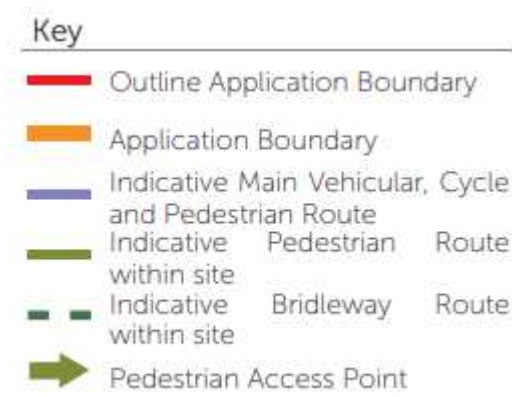 Key
Outline Application Boundary
Application Boundary
Indicative Main Vehicular, Cycle
and Pedestrian Route
Indicative Pedestrian Route
within site
Indicative Bridleway Route
within site
Pedestrian Access Point